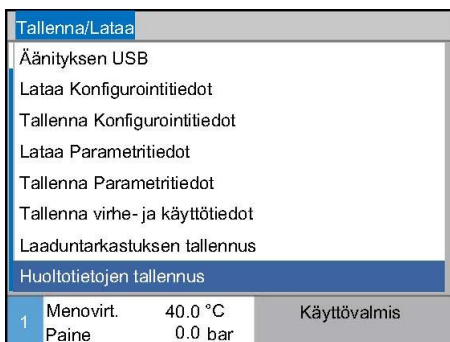 Tallenna/Lataa
Äänityksen USB
Lataa Konfigurointitiedot
Tallenna Konfigurointitiedot
Lataa Parametritiedot
Tallenna Parametritiedot
Tallenna virhe- ja käyttötiedot
Laaduntarkastuksen tallennus
Huoltotietojen tallennus
1 Menovirt. 40.0 °C Käyttövalmis
Paine 0.0 bar